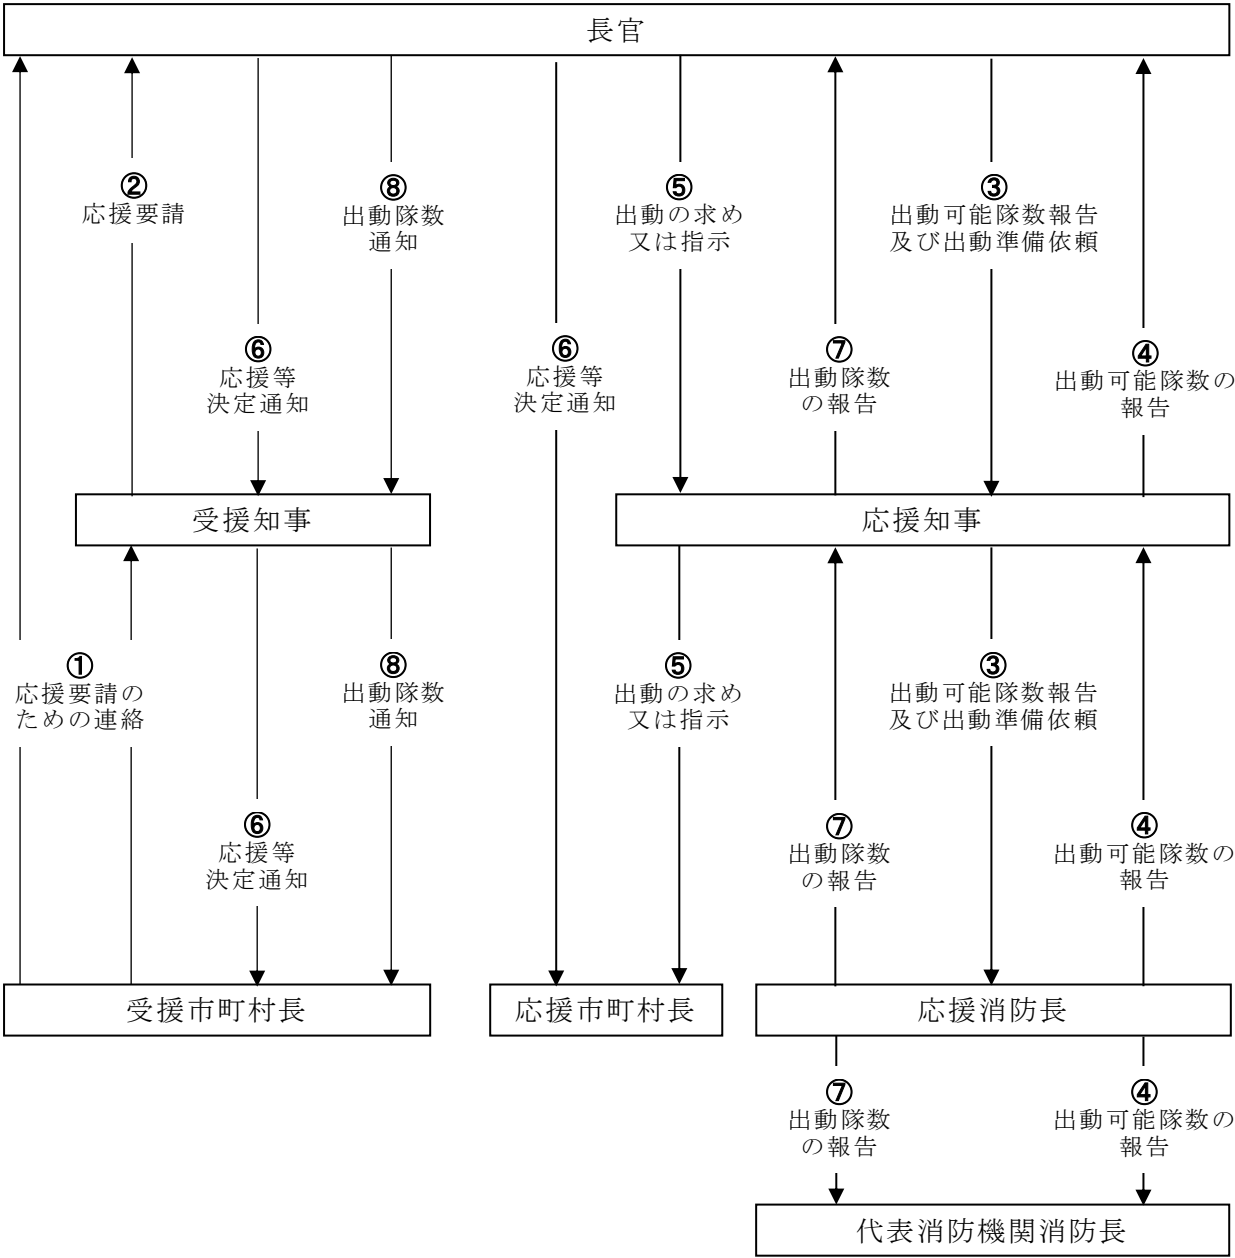 長官
②
応援要請
⑧
出動隊数
通知
⑤
出動の求め
又は指示
③
出動可能隊数報告
及び出動準備依頼
⑥
応援等
決定通知
⑥
応援等
決定通知
⑦
出動隊数
の報告
④
出動可能隊数の
報告
受援知事
応援知事
①
応援要請の
ための連絡
⑧
出動隊数
通知
⑤
出動の求め
又は指示
③
出動可能隊数報告
及び出動準備依頼
⑥
応援等
決定通知
⑦
出動隊数
の報告
④
出動可能隊数の
報告
受援市町村長
応援市町村長
応援消防長
⑦
出動隊数
の報告
④
出動可能隊数の
報告
代表消防機関消防長